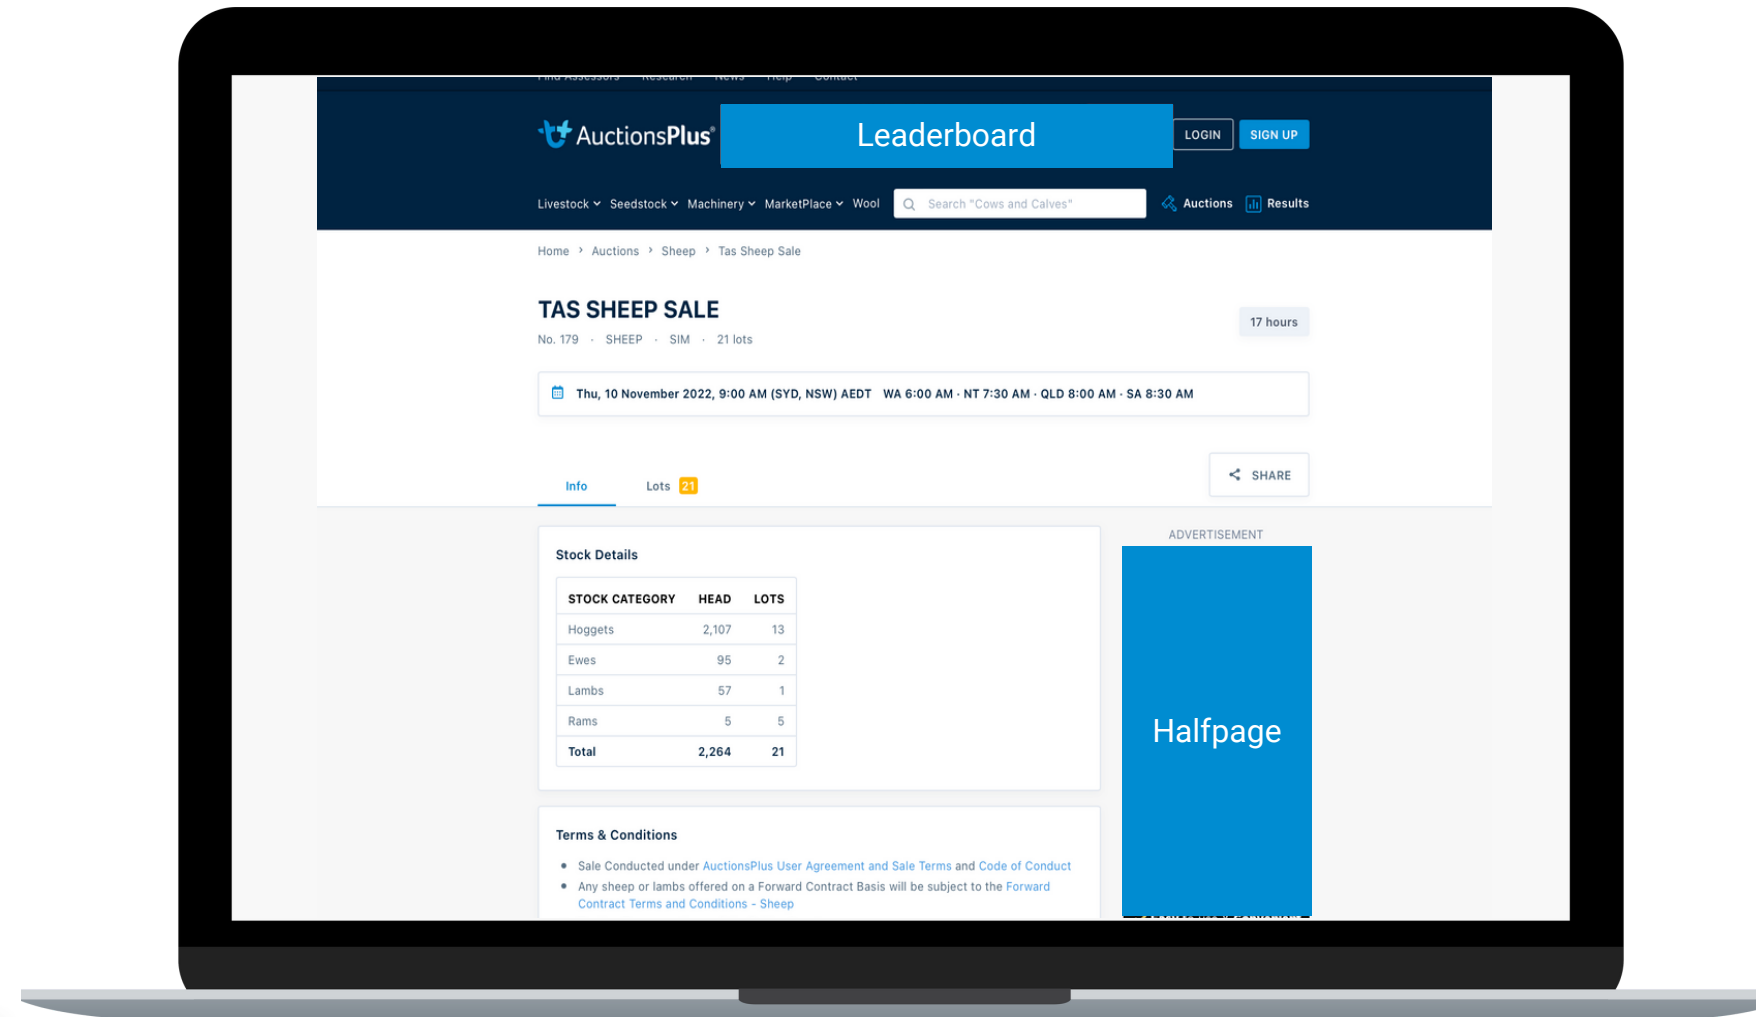 Find Assessors Research News Help Contact
AuctionsPlus®
Leaderboard
LOGIN
SIGN UP
Livestock Seedstock Machinery MarketPlace Wool
Search "Cows and Calves"
Auctions
Results
Home > Auctions > Sheep > Tas Sheep Sale
TAS SHEEP SALE
17 hours
No. 179 · SHEEP · SIM · 21 lots
Thu, 10 November 2022, 9:00 AM (SYD, NSW) AEDT WA 6:00 AM · NT 7:30 AM · QLD 8:00 AM · SA 8:30 AM
SHARE
Info
Lots 21
ADVERTISEMENT
Stock Details
STOCK CATEGORY HEAD LOTS
Hoggets 2,107 13
Ewes 95 2
Lambs 57 1
Rams 5 5
Total 2,264 21
Halfpage
Terms & Conditions
• Sale Conducted under AuctionsPlus User Agreement and Sale Terms and Code of Conduct
• Any sheep or lambs offered on a Forward Contract Basis will be subject to the Forward
Contract Terms and Conditions - Sheep